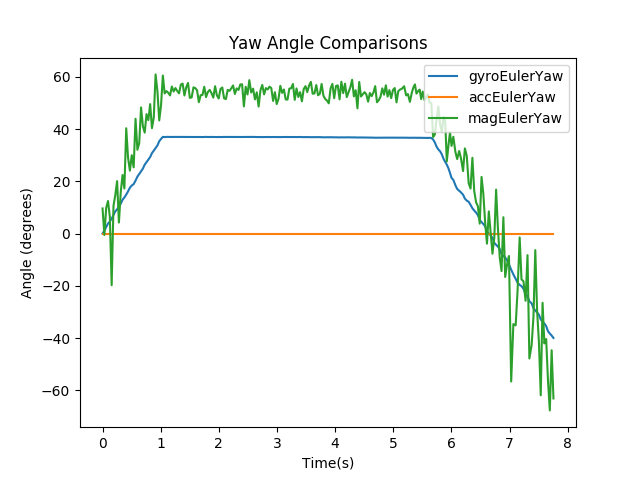 Yaw Angle Comparisons
gyroEulerYaw
accEulerYaw
magEulerYaw
Angle (degrees)
60
40
20
0
−20
−40
−60
0 1 2 3 4 5 6 7 8
Time(s)